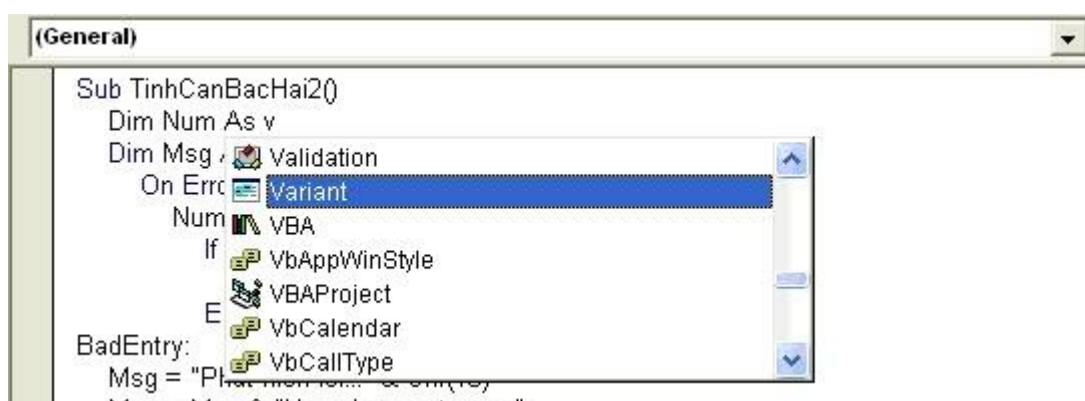 (General)
Sub TinhCanBacHai2()
Dim Num As v
Dim Msg
Validation
On
Variant
Num
VBA
If
VbAppWinStyle
VBAProject
E
VbCalendar
BadEntry:
VbCallType
Msg = "